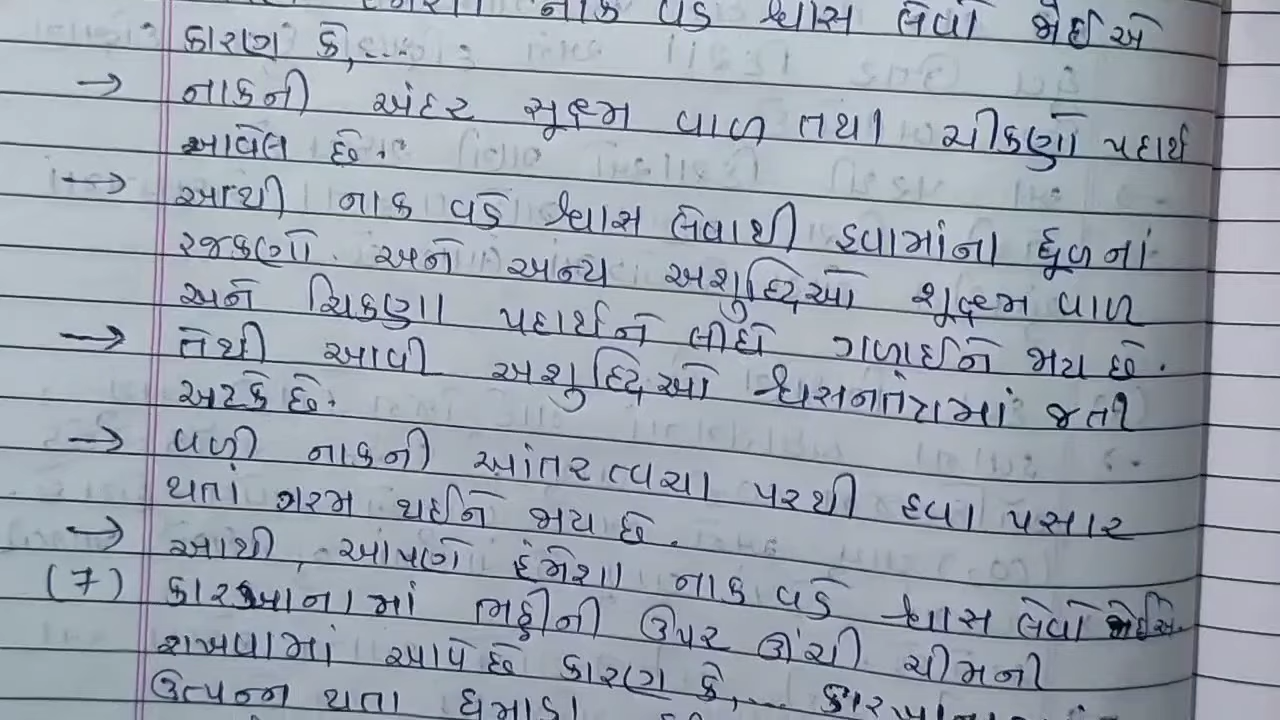 નાક વડે શ્વાસ લેવો જોઈએ
કારણ કે,....
→ નાકની અંદર સૂક્ષ્મ વાળ તથા ચીકણો પદાર્થ
આવેલ છે.
→ આથી નાક વડે શ્વાસ લેવાથી હવામાંના ધૂળનાં
રજકણો અને અન્ય અશુદ્ધિઓ શૂક્ષ્મ વાળ
અને ચિકણા પદાર્થને લીધે ગળાઈને જાય છે.
→ તેથી આવી અશુદ્ધિઓ શ્વસનતંત્રમાં જતી
અટકે છે.
→ વળી નાકની આંતરત્વચા પરથી હવા પસાર
થતાં ગરમ થઈને જાય છે.
→ આથી, આપણે હંમેશા નાક વડે શ્વાસ લેવો જોઈએ.
(7) કારખાનામાં ભઠ્ઠીની ઉપર ઊંચી ચીમની
રાખવામાં આવે છે કારણ કે,...
ઉત્પન્ન થતા ધુમાડા